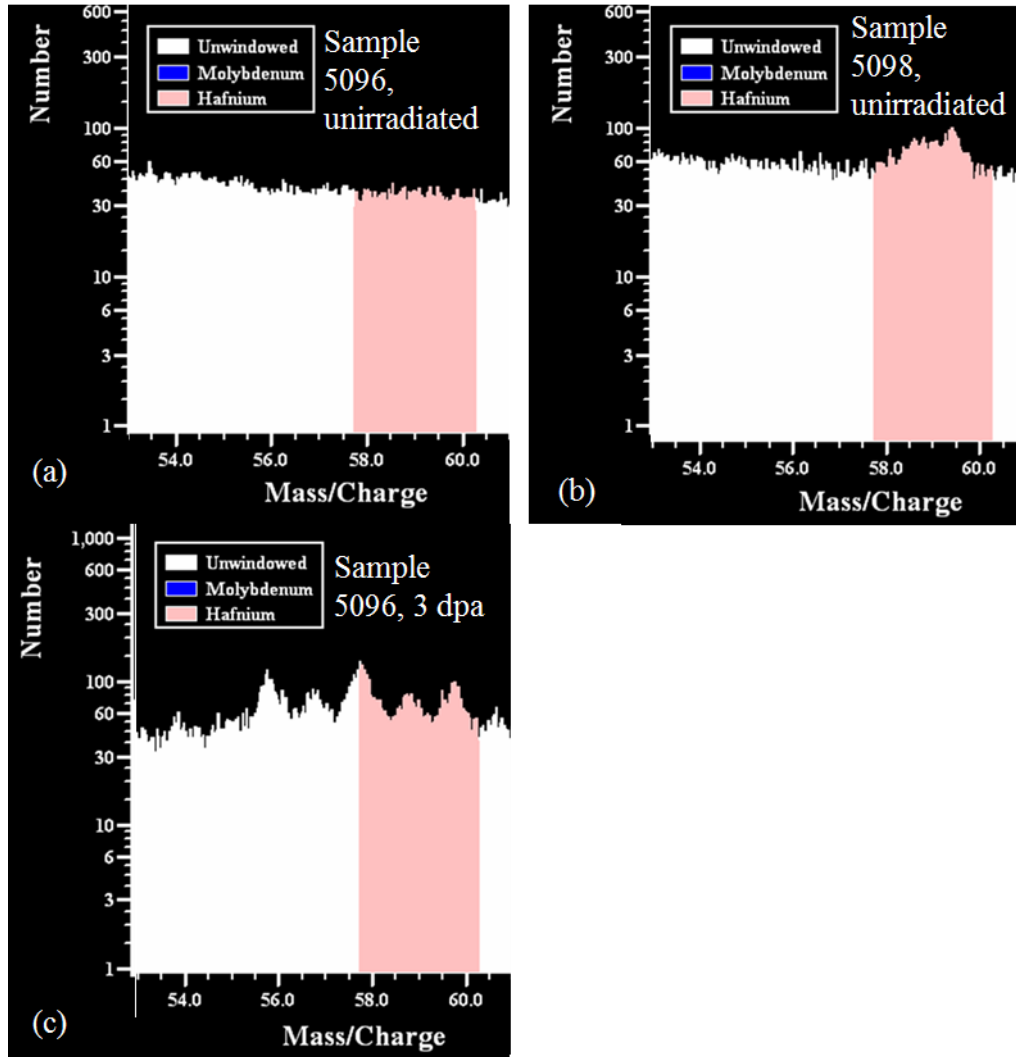 600
300
100
60
30
10
6
3
1
Number
Unwindowed
Molybdenum
Hafnium
Sample
5096,
unirradiated
54.0 56.0 58.0 60.0
Mass/Charge
(a)
600
300
100
60
30
10
6
3
1
Number
Unwindowed
Molybdenum
Hafnium
Sample
5098,
unirradiated
54.0 56.0 58.0 60.0
Mass/Charge
(b)
1,000
600
300
100
60
30
10
6
3
1
Number
Unwindowed
Molybdenum
Hafnium
Sample
5096, 3 dpa
54.0 56.0 58.0 60.0
Mass/Charge
(c)